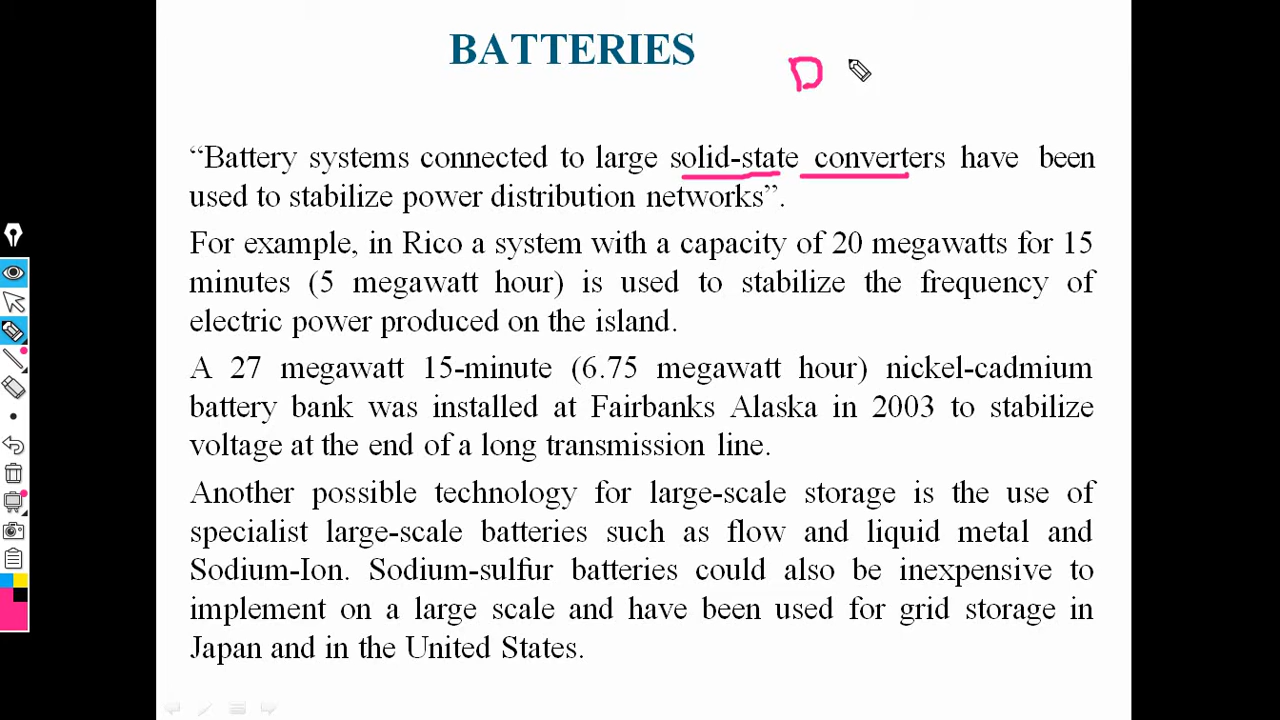 BATTERIES
D
“Battery systems connected to large solid-state converters have been
used to stabilize power distribution networks”.
For example, in Rico a system with a capacity of 20 megawatts for 15
minutes (5 megawatt hour) is used to stabilize the frequency of
electric power produced on the island.
A 27 megawatt 15-minute (6.75 megawatt hour) nickel-cadmium
battery bank was installed at Fairbanks Alaska in 2003 to stabilize
voltage at the end of a long transmission line.
Another possible technology for large-scale storage is the use of
specialist large-scale batteries such as flow and liquid metal and
Sodium-Ion. Sodium-sulfur batteries could also be inexpensive to
implement on a large scale and have been used for grid storage in
Japan and in the United States.